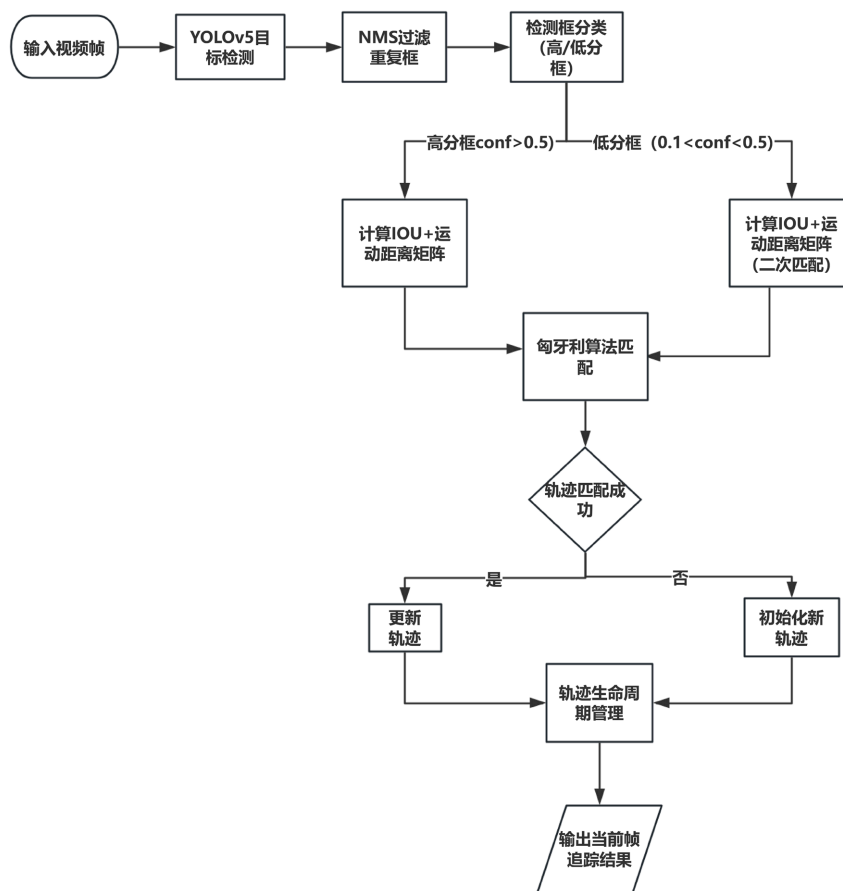 输入视频帧
YOLOv5目
标检测
NMS过滤
重复框
检测框分类
（高/低分
框）
高分框conf>0.5)
低分框（0.1<conf<0.5)
计算IOU+运
动距离矩阵
计算IOU+运
动距离矩阵
（二次匹配）
匈牙利算法匹
配
轨迹匹配成
功
是
否
更新
轨迹
初始化新
轨迹
轨迹生命周
期管理
输出当前帧
追踪结果